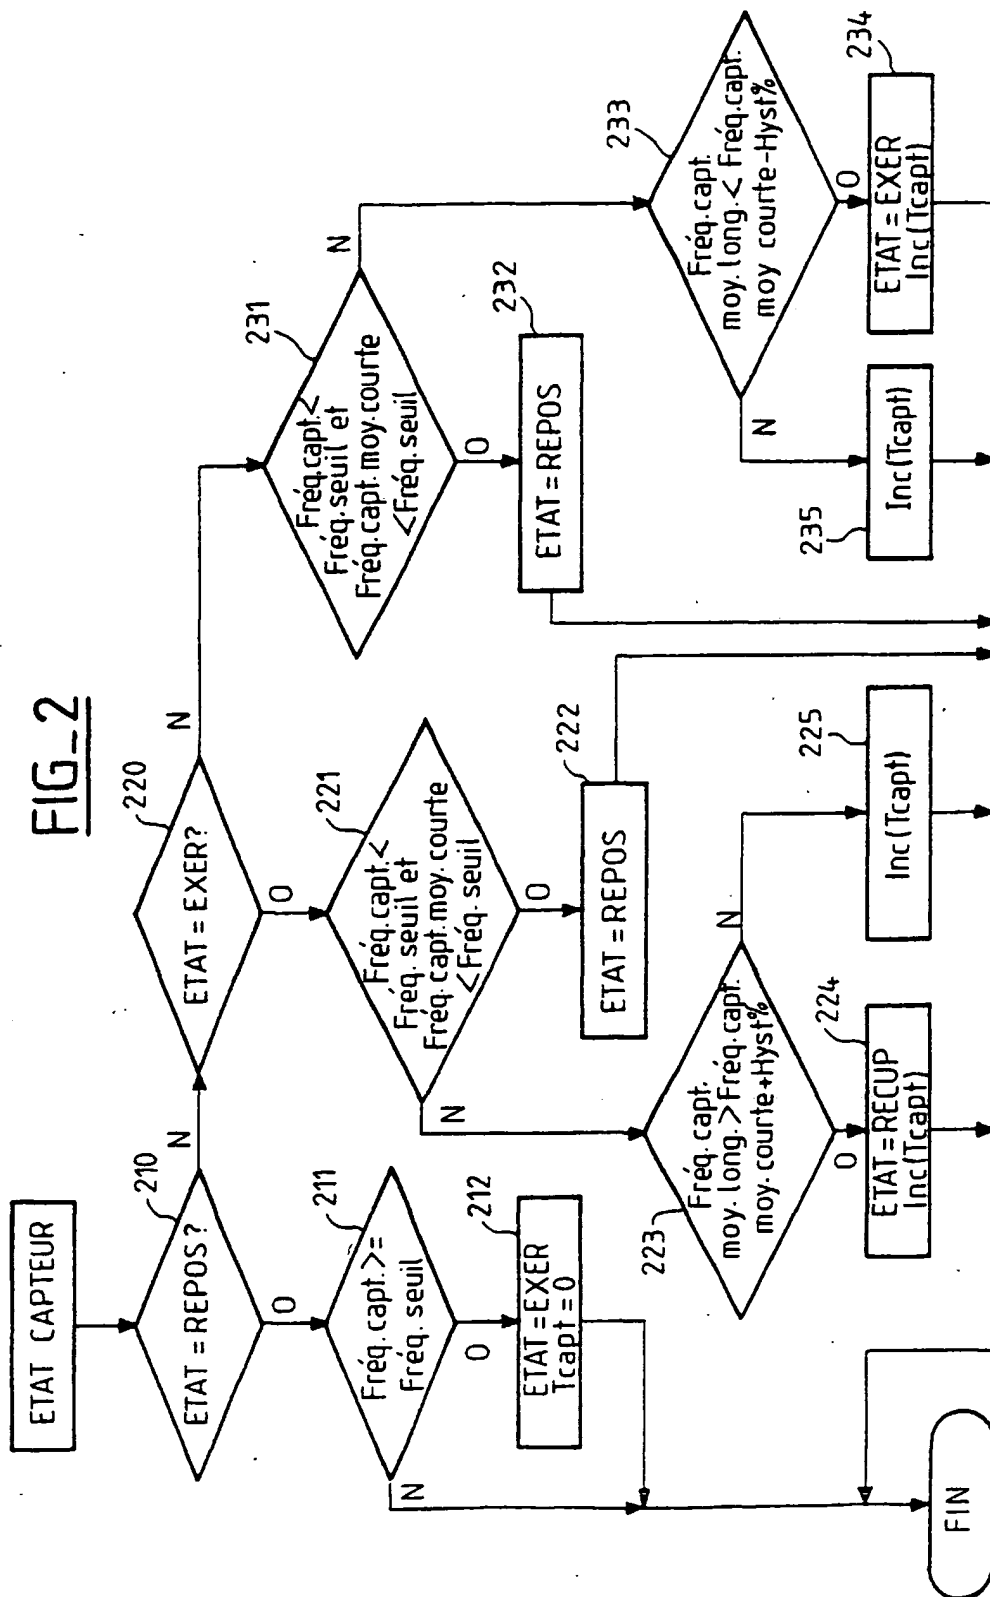 FIG_2
ETAT CAPTEUR
210
ETAT = REPOS?
N
O
211
Fréq.capt.>=
Fréq. seuil
N
O
212
ETAT = EXER
Tcapt = 0
220
ETAT = EXER?
N
O
221
Fréq.capt.<
Fréq. seuil et
Fréq. capt.moy.courte
<Fréq. seuil
N
O
222
ETAT = REPOS
223
Fréq. capt.
moy. long.>Fréq.capt.
moy.courte+Hyst%
N
O
224
ETAT = RECUP
Inc(Tcapt)
225
Inc(Tcapt)
231
Fréq.capt.<
Fréq. seuil et
Fréq.capt. moy.courte
<Fréq. seuil
N
O
232
ETAT = REPOS
233
Fréq.capt.
moy.long.< Fréq.capt.
moy courte-Hyst%
N
O
234
ETAT = EXER
Inc(Tcapt)
235
Inc(Tcapt)
FIN